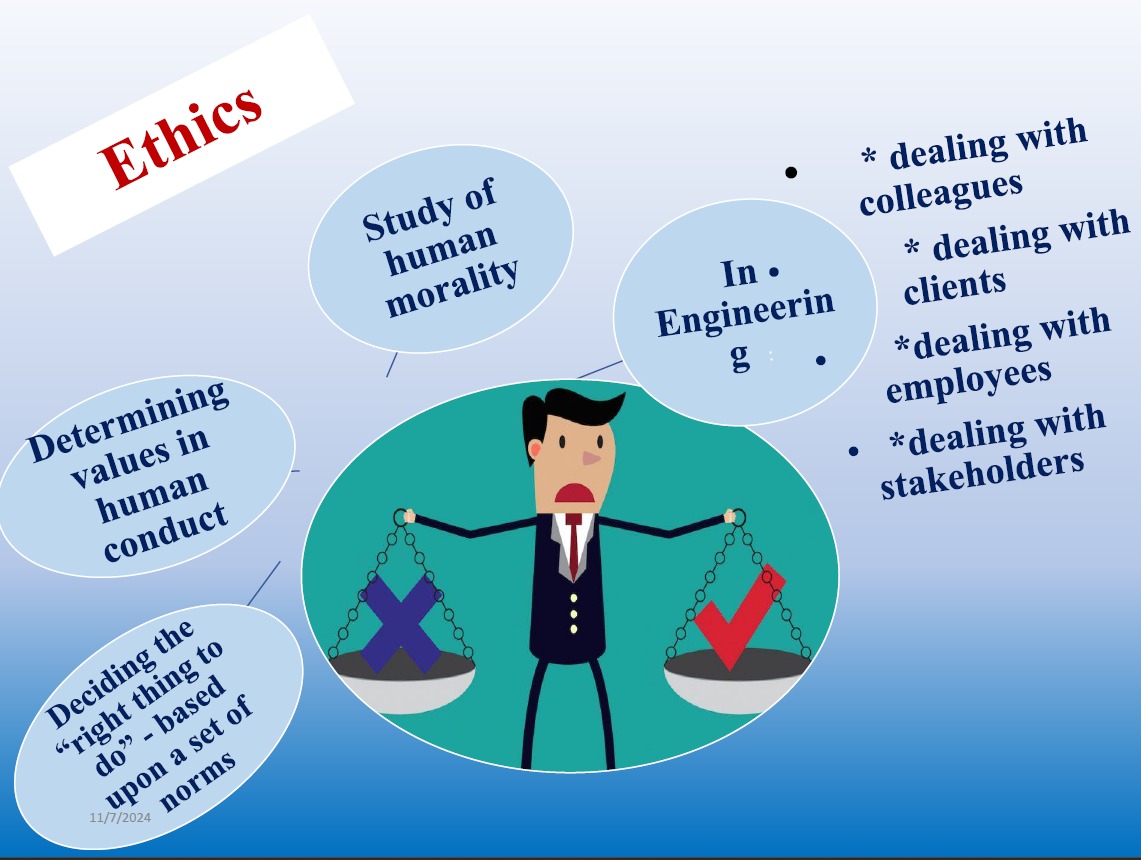 Ethics
Study of
human
morality
Determining
values in
human
conduct
Deciding the
“right thing to
do” - based
upon a set of
norms
In •
Engineerin
g : •
•
* dealing with
colleagues
* dealing with
clients
*dealing with
employees
• *dealing with
stakeholders
11/7/2024